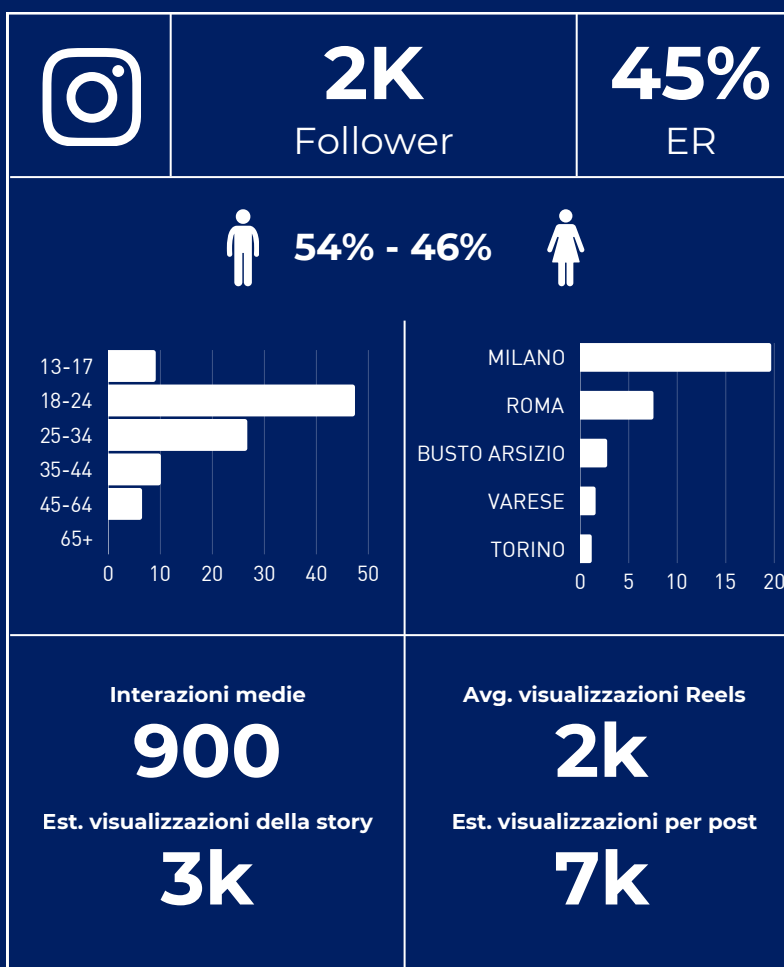 2K
Follower
45%
ER
54% - 46%
13-17
18-24
25-34
35-44
45-64
65+
0 10 20 30 40 50
MILANO
ROMA
BUSTO ARSIZIO
VARESE
TORINO
0 5 10 15 20
Interazioni medie
900
Est. visualizzazioni della story
3k
Avg. visualizzazioni Reels
2k
Est. visualizzazioni per post
7k